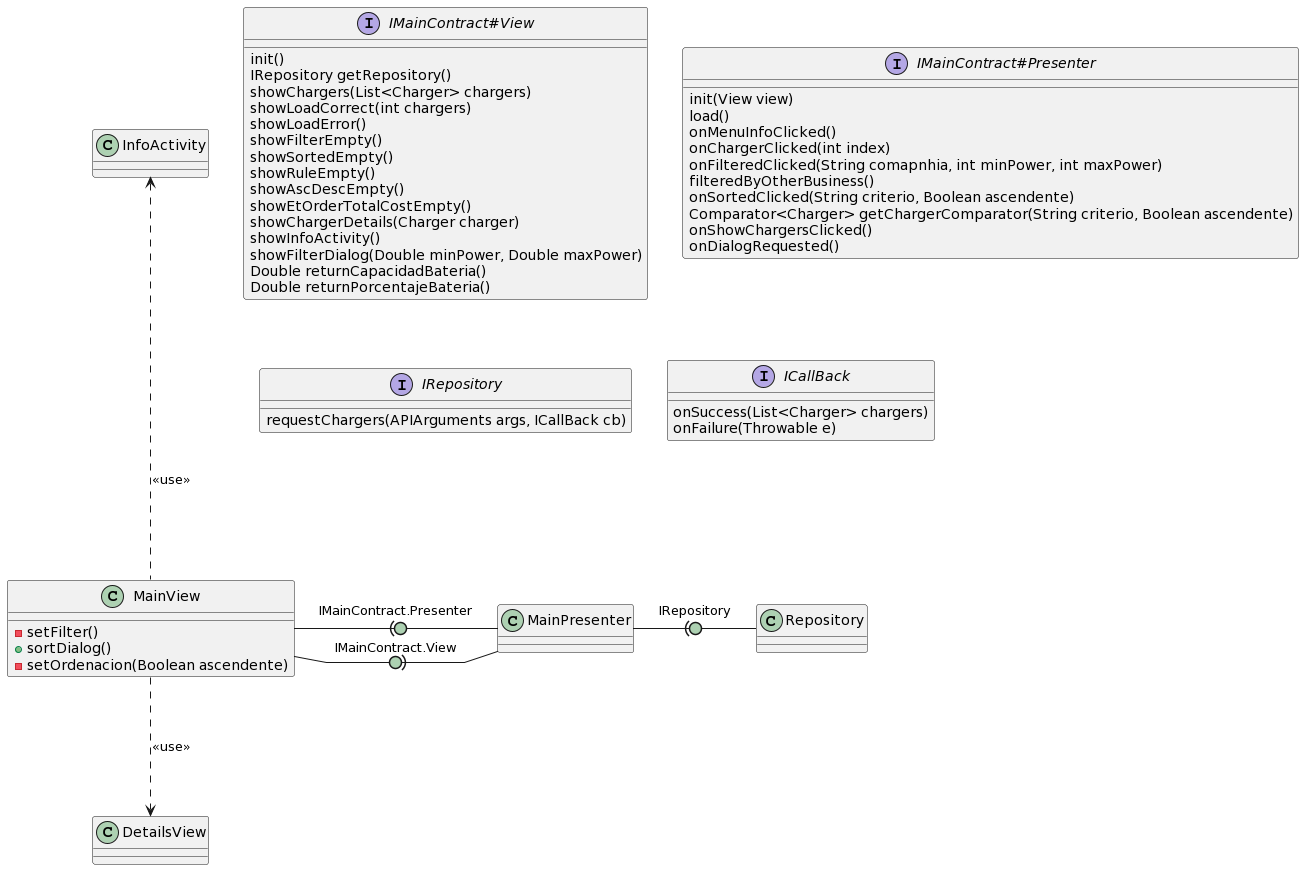 I IMainContract#View
init()
IRepository getRepository()
showChargers(List<Charger> chargers)
showLoadCorrect(int chargers)
showLoadError()
showFilterEmpty()
showSortedEmpty()
showRuleEmpty()
showAscDescEmpty()
showEtOrderTotalCostEmpty()
showChargerDetails(Charger charger)
showInfoActivity()
showFilterDialog(Double minPower, Double maxPower)
Double returnCapacidadBateria()
Double returnPorcentajeBateria()
I IMainContract#Presenter
init(View view)
load()
onMenuInfoClicked()
onChargerClicked(int index)
onFilteredClicked(String comapnhia, int minPower, int maxPower)
filteredByOtherBusiness()
onSortedClicked(String criterio, Boolean ascendente)
Comparator<Charger> getChargerComparator(String criterio, Boolean ascendente)
onShowChargersClicked()
onDialogRequested()
C InfoActivity
I IRepository
requestChargers(APIArguments args, ICallBack cb)
I ICallBack
onSuccess(List<Charger> chargers)
onFailure(Throwable e)
«use»
C MainView
setFilter()
sortDialog()
setOrdenacion(Boolean ascendente)
IMainContract.Presenter
IMainContract.View
C MainPresenter
IRepository
C Repository
«use»
C DetailsView